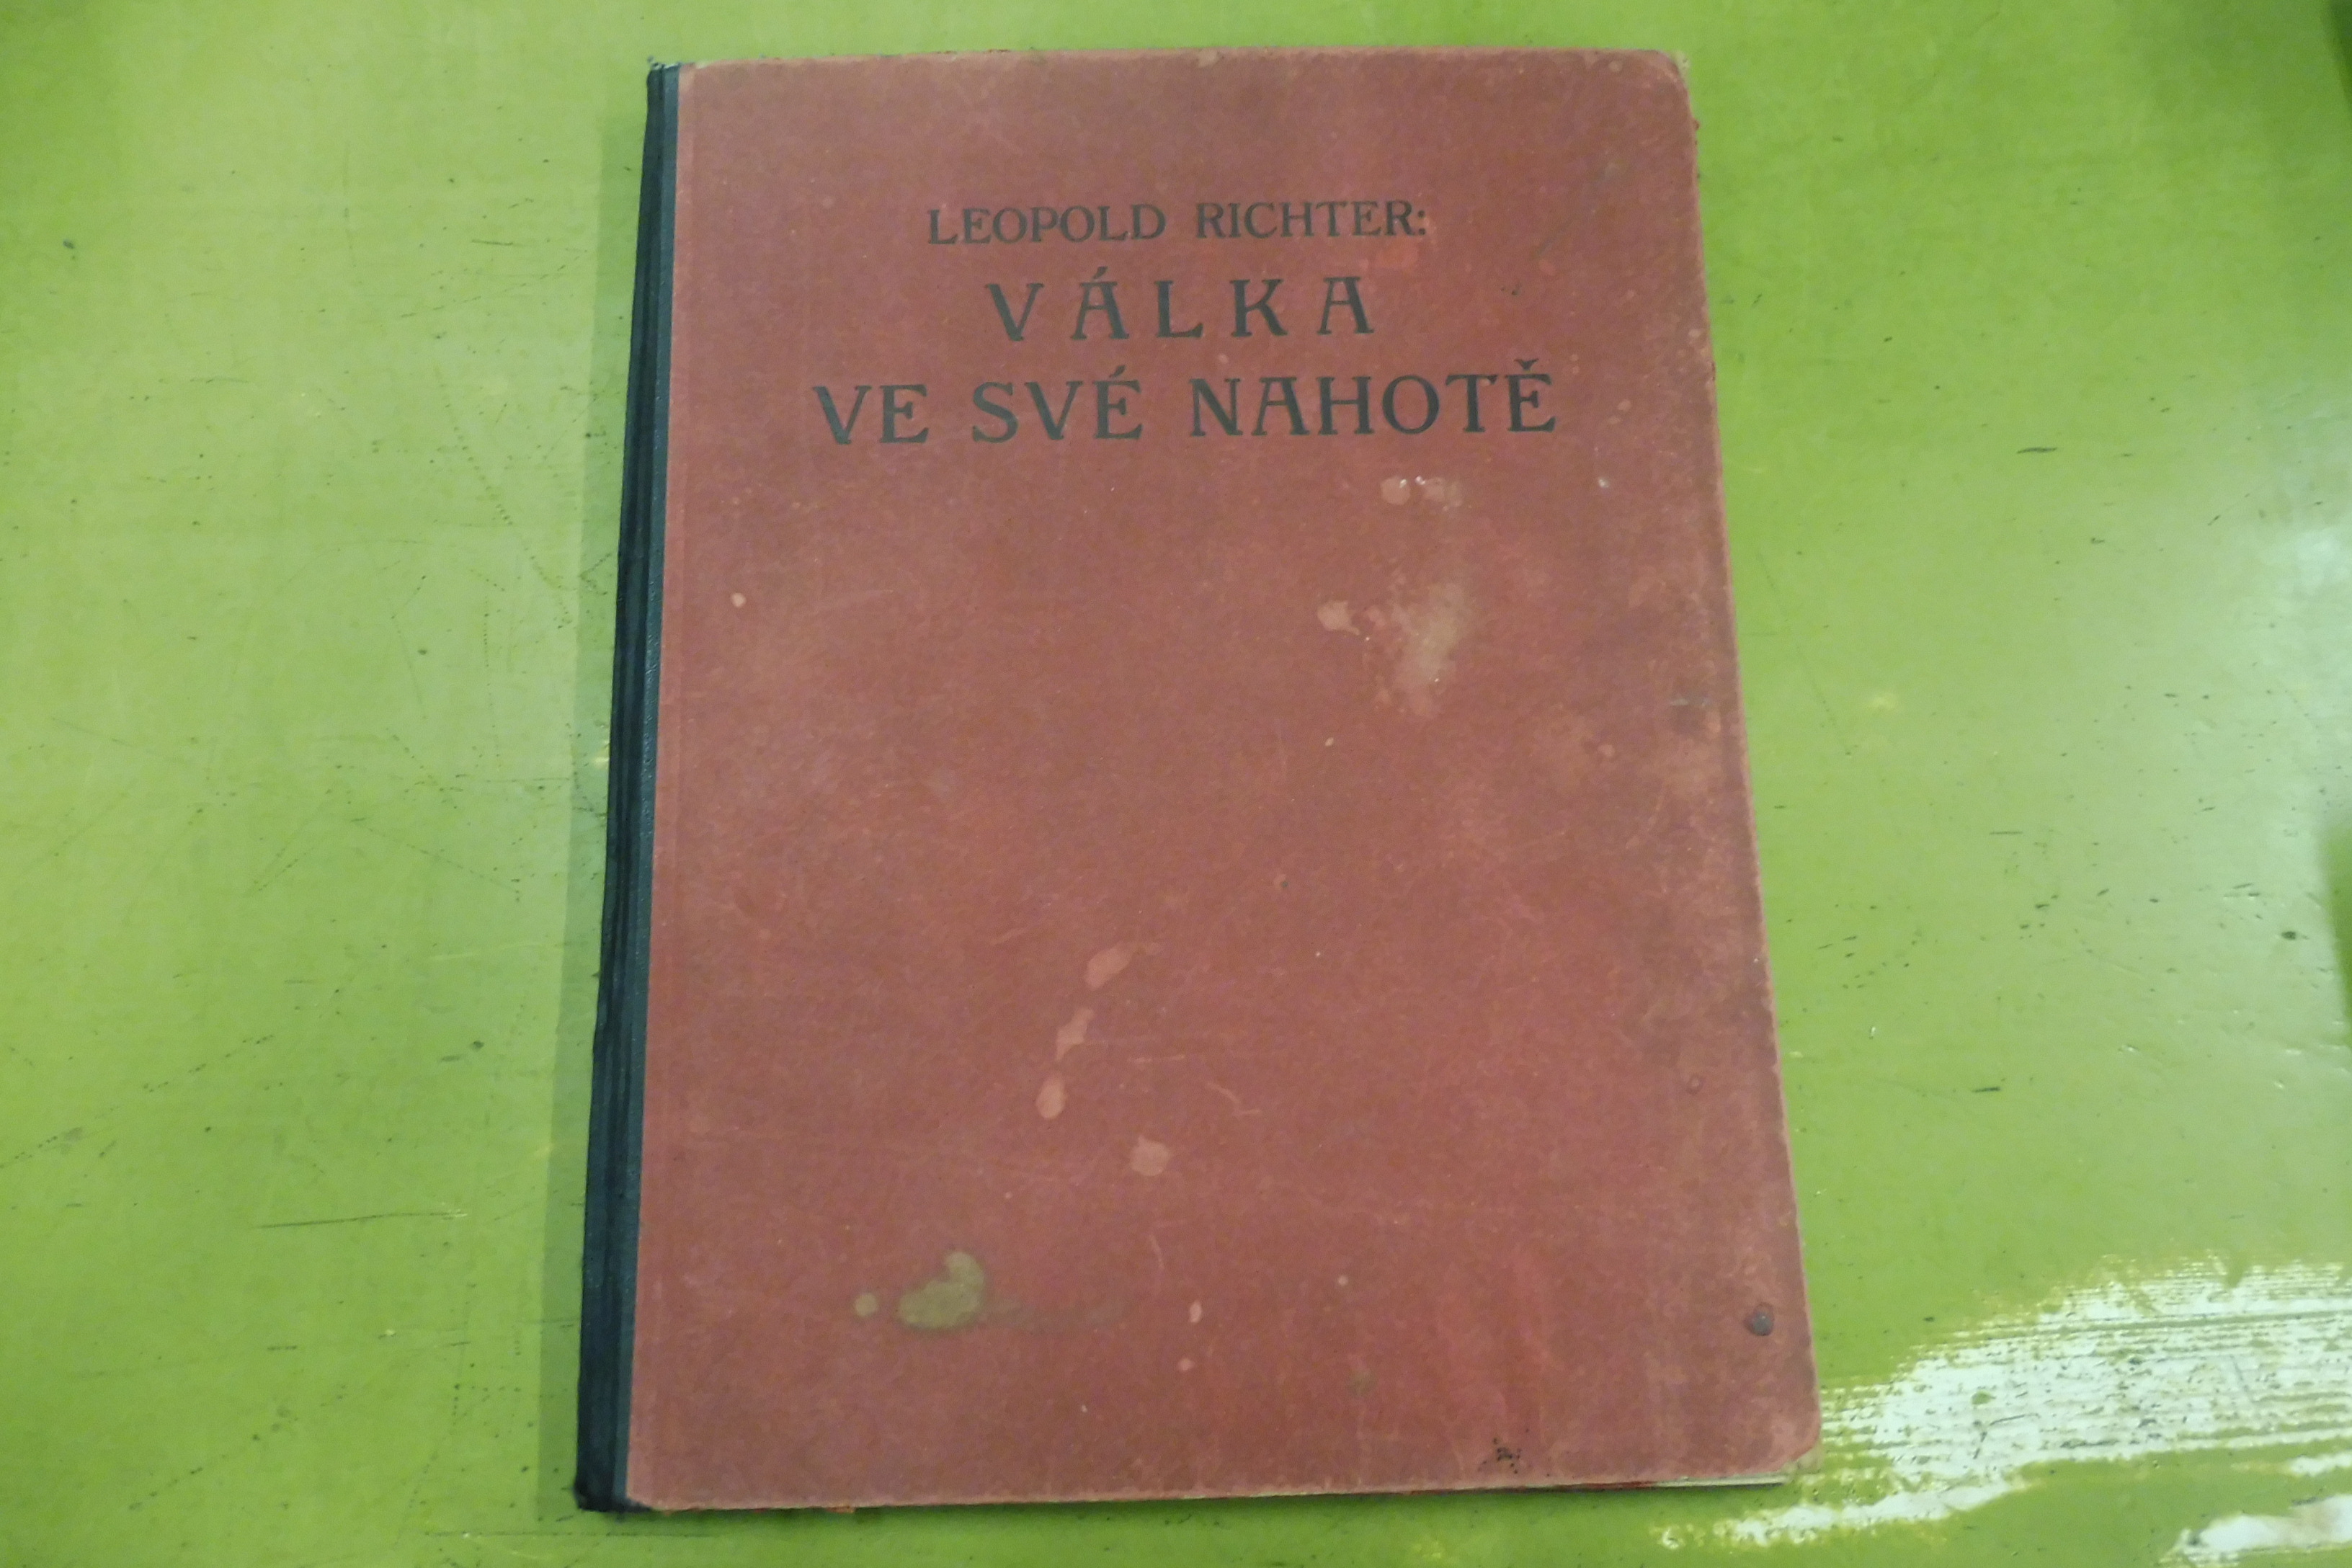 LEOPOLD RICHTER:
VÁLKA
VE SVÉ NAHOTĚ